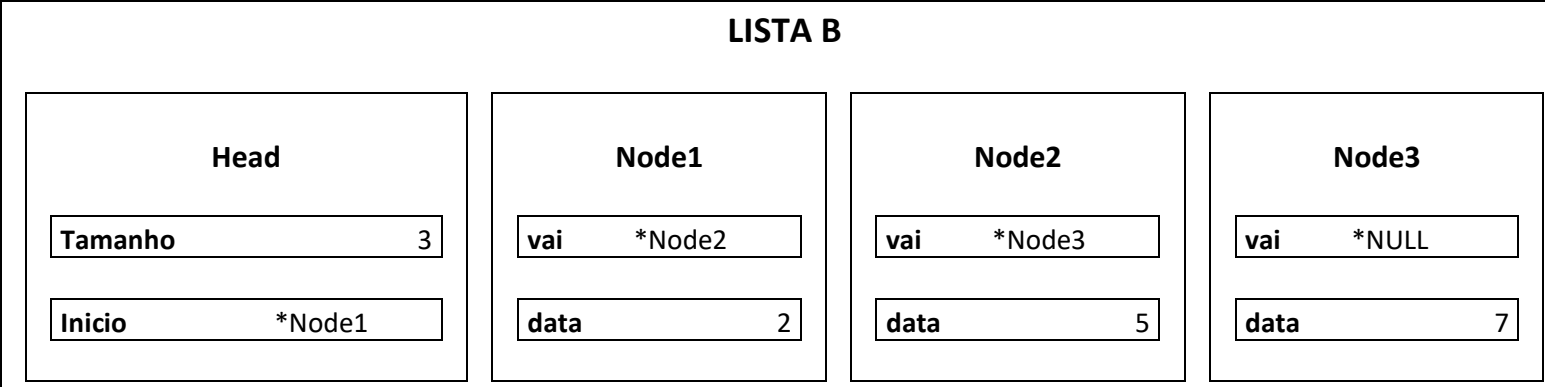 LISTA B
Head
Node1
Node2
Node3
Tamanho 3
vai *Node2
vai *Node3
vai *NULL
Inicio *Node1
data 2
data 5
data 7